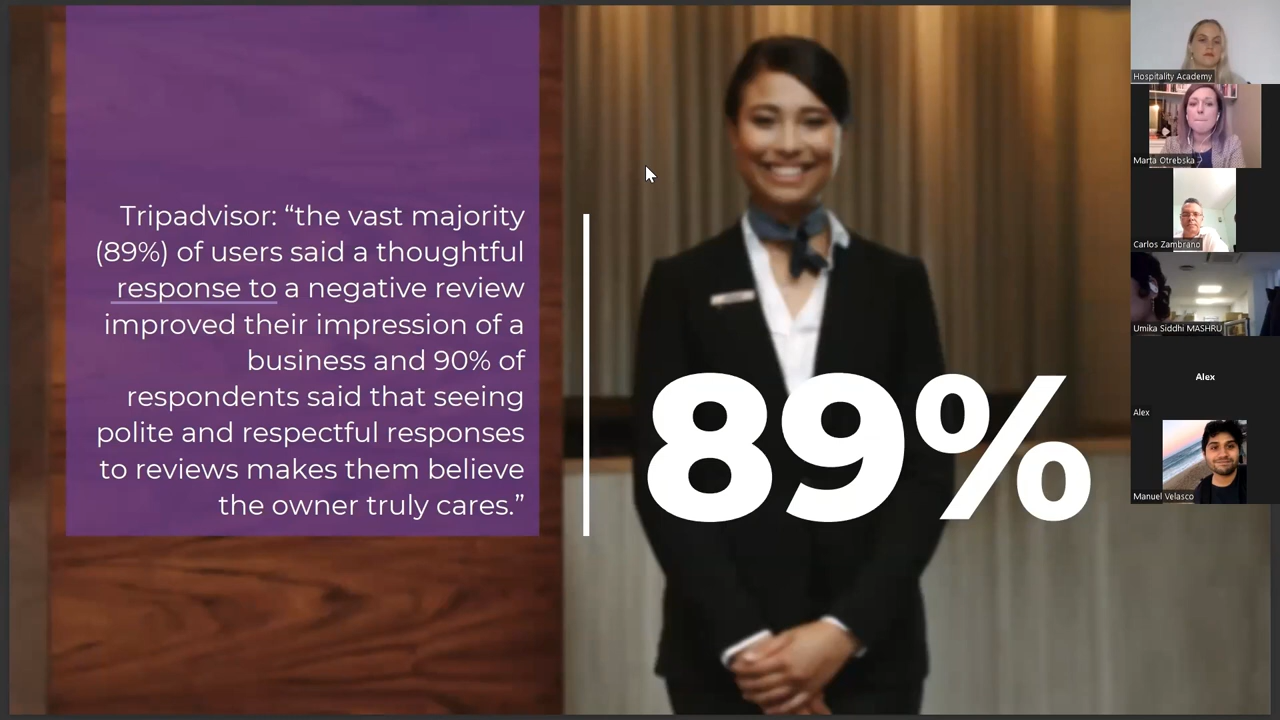 Tripadvisor: “the vast majority
(89%) of users said a thoughtful
response to a negative review
improved their impression of a
business and 90% of
respondents said that seeing
polite and respectful responses
to reviews makes them believe
the owner truly cares.”
89%
Hospitality Academy
Marta Otrebska
Carlos Zambrano
Umika Siddhi MASHRU
Alex
Alex
Manuel Velasco